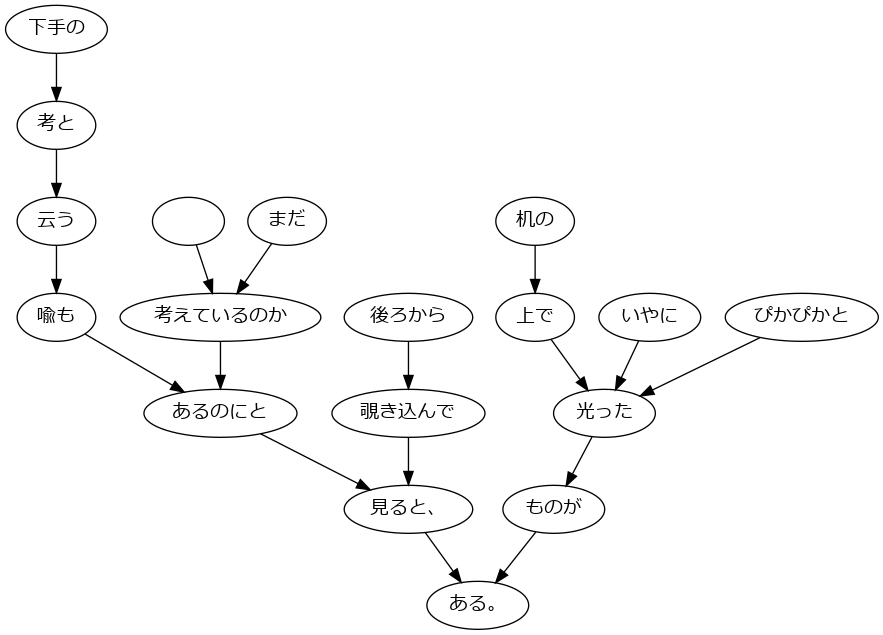 下手の
考と
云う
まだ
机の
喩も
考えているのか
後ろから
上で
いやに
ぴかぴかと
あるのにと
覗き込んで
光った
見ると、
ものが
ある。